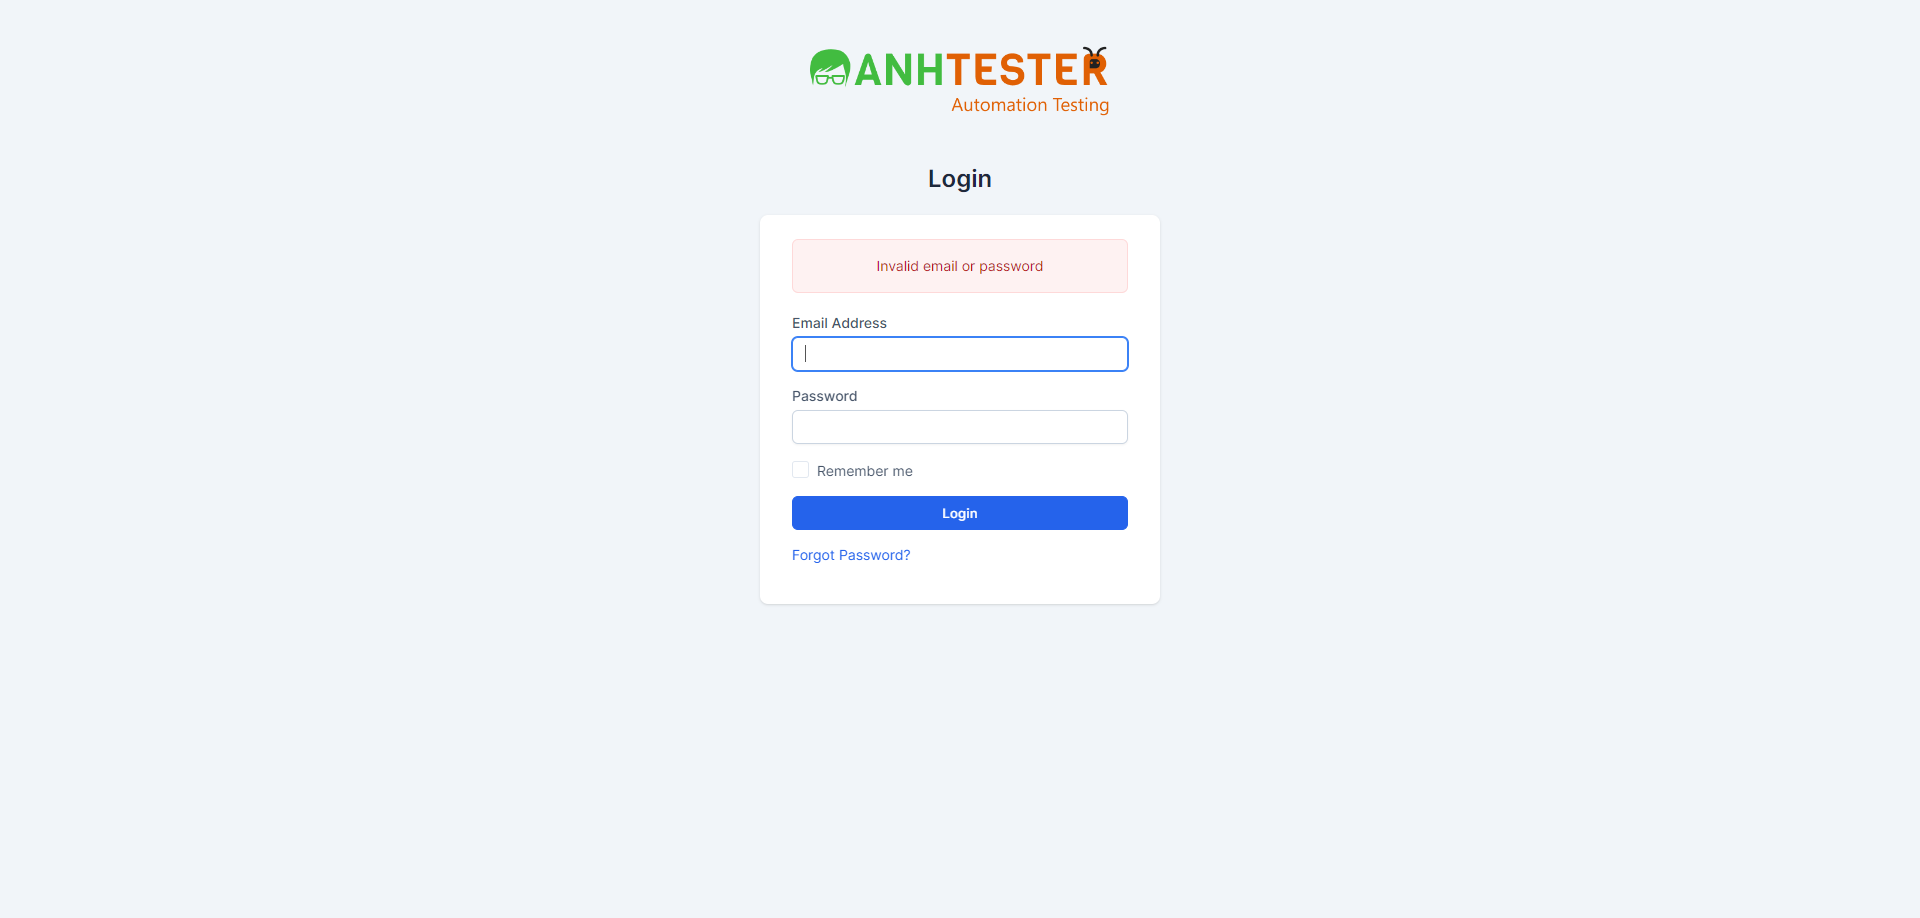 ANHTESTER
Automation Testing
Login
Invalid email or password
Email Address
Password
Remember me
Login
Forgot Password?